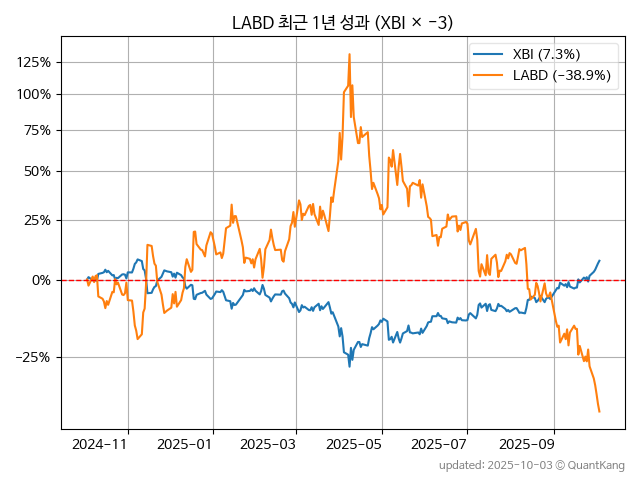 LABD 최근 1년 성과 (XBI × −3)
XBI (7.3%)
LABD (−38.9%)
125%
100%
75%
50%
25%
0%
−25%
2024-11 2025-01 2025-03 2025-05 2025-07 2025-09
updated: 2025-10-03 © QuantKang